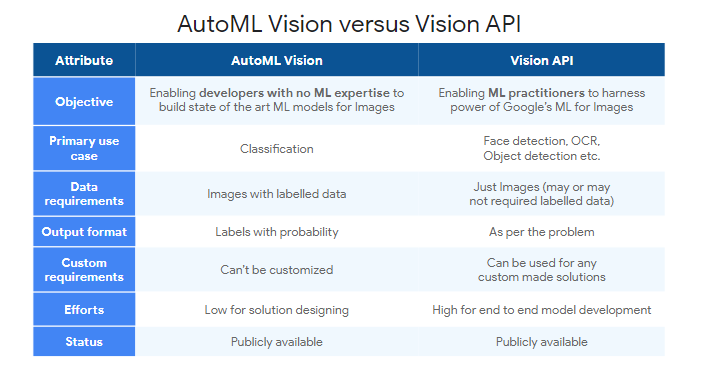 AutoML Vision versus Vision API
Attribute
AutoML Vision
Vision API
Objective
Enabling developers with no ML expertise to
build state of the art ML models for Images
Enabling ML practitioners to harness
power of Google's ML for Images
Primary use
case
Classification
Face detection, OCR,
Object detection etc.
Data
requirements
Images with labelled data
Just Images (may or may
not required labelled data)
Output format
Labels with probability
As per the problem
Custom
requirements
Can't be customized
Can be used for any
custom made solutions
Efforts
Low for solution designing
High for end to end model development
Status
Publicly available
Publicly available